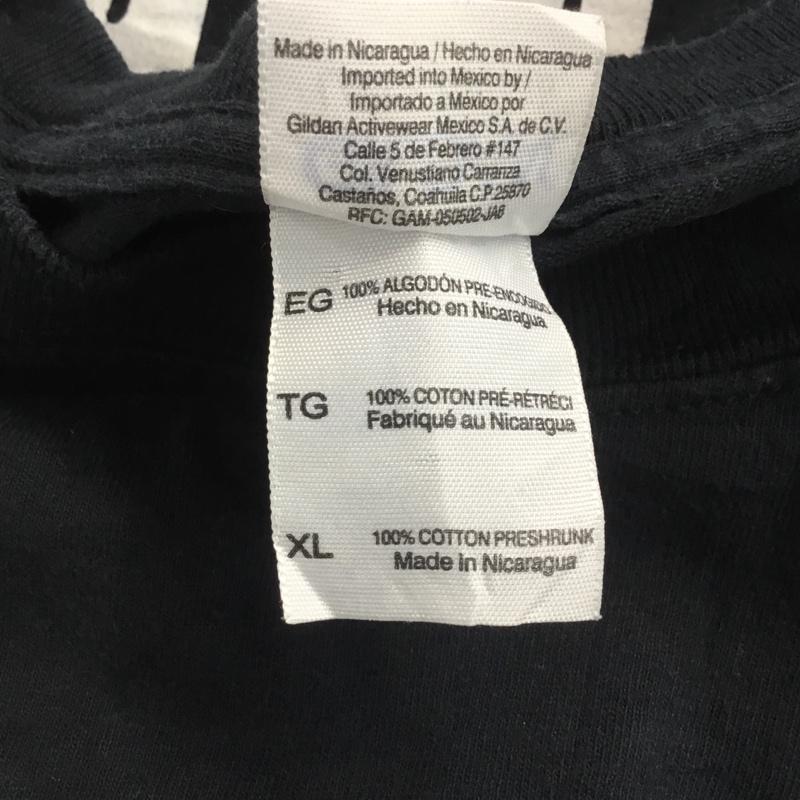 Made in Nicaragua / Hecho en Nicaragua
Imported into Mexico by /
Importado a México por
Gildan Activewear Mexico S.A. de C.V.
Calle 5 de Febrero #147
Col. Venustiano Carranza
Castaños, Coahuila C.P. 25870
RFC: GAM-050502-JA6
EG 100% ALGODÓN PRE-ENCOGIDO
Hecho en Nicaragua
TG 100% COTON PRÉ-RÉTRÉCI
Fabriqué au Nicaragua
XL 100% COTTON PRESHRUNK
Made in Nicaragua